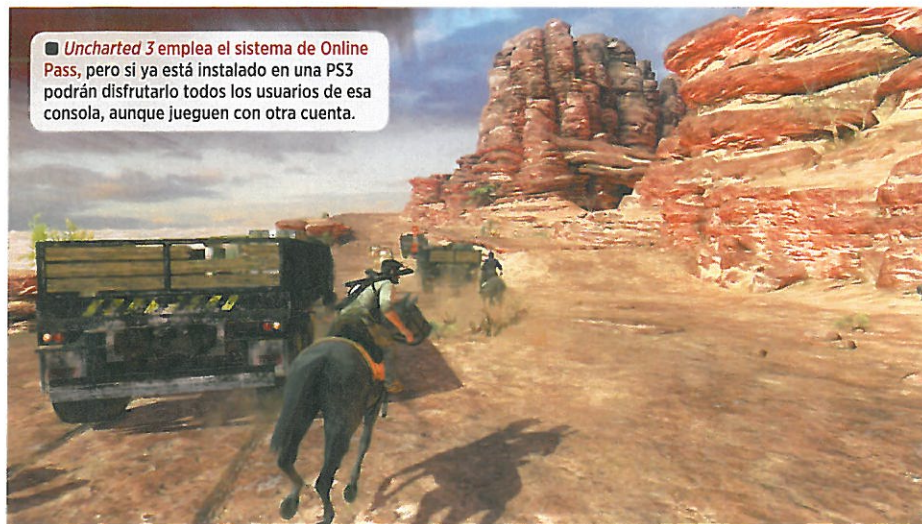 ■ Uncharted 3 emplea el sistema de Online
Pass, pero si ya está instalado en una PS3
podrán disfrutarlo todos los usuarios de esa
consola, aunque jueguen con otra cuenta.